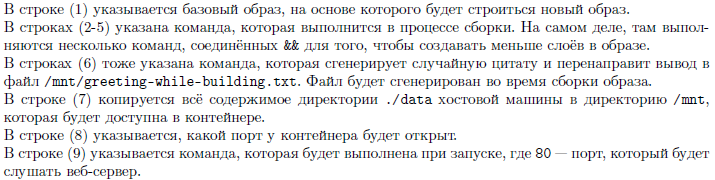 В строке (1) указывается базовый образ, на основе которого будет строиться новый образ.
В строках (2-5) указана команда, которая выполнится в процессе сборки. На самом деле, там выпол-
няются несколько команд, соединённых && для того, чтобы создавать меньше слоёв в образе.
В строках (6) тоже указана команда, которая сгенерирует случайную цитату и перенаправит вывод в
файл /mnt/greeting-while-building.txt. Файл будет сгенерирован во время сборки образа.
В строке (7) копируется всё содержимое директории ./data хостовой машины в директорию /mnt,
которая будет доступна в контейнере.
В строке (8) указывается, какой порт у контейнера будет открыт.
В строке (9) указывается команда, которая будет выполнена при запуске, где 80 — порт, который будет
слушать веб-сервер.